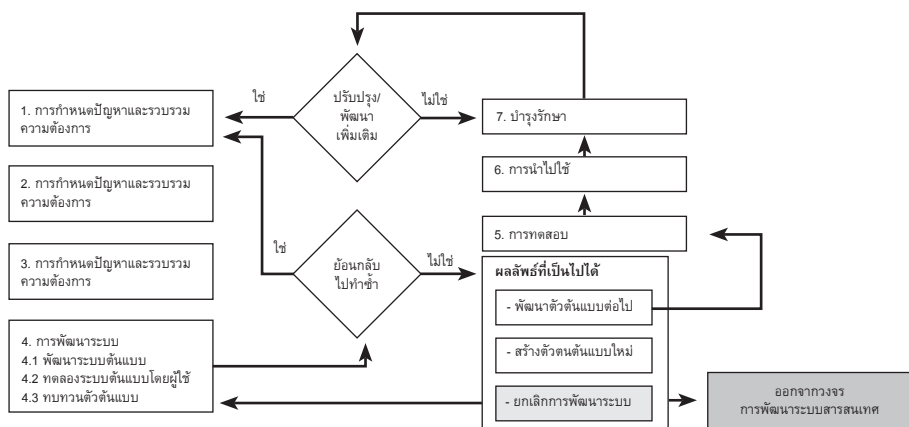 1. การกำหนดปัญหาและรวบรวม
ความต้องการ
2. การกำหนดปัญหาและรวบรวม
ความต้องการ
3. การกำหนดปัญหาและรวบรวม
ความต้องการ
4. การพัฒนาระบบ
4.1 พัฒนาระบบต้นแบบ
4.2 ทดลองระบบต้นแบบโดยผู้ใช้
4.3 ทบทวนตัวต้นแบบ
ใช่
ปรับปรุง/
พัฒนา
เพิ่มเติม
ไม่ใช่
ใช่
ย้อนกลับ
ไปทำซ้ำ
ไม่ใช่
7. บำรุงรักษา
6. การนำไปใช้
5. การทดสอบ
ผลลัพธ์ที่เป็นไปได้
- พัฒนาตัวต้นแบบต่อไป
- สร้างตัวตนต้นแบบใหม่
- ยกเลิกการพัฒนาระบบ
ออกจากวงจร
การพัฒนาระบบสารสนเทศ